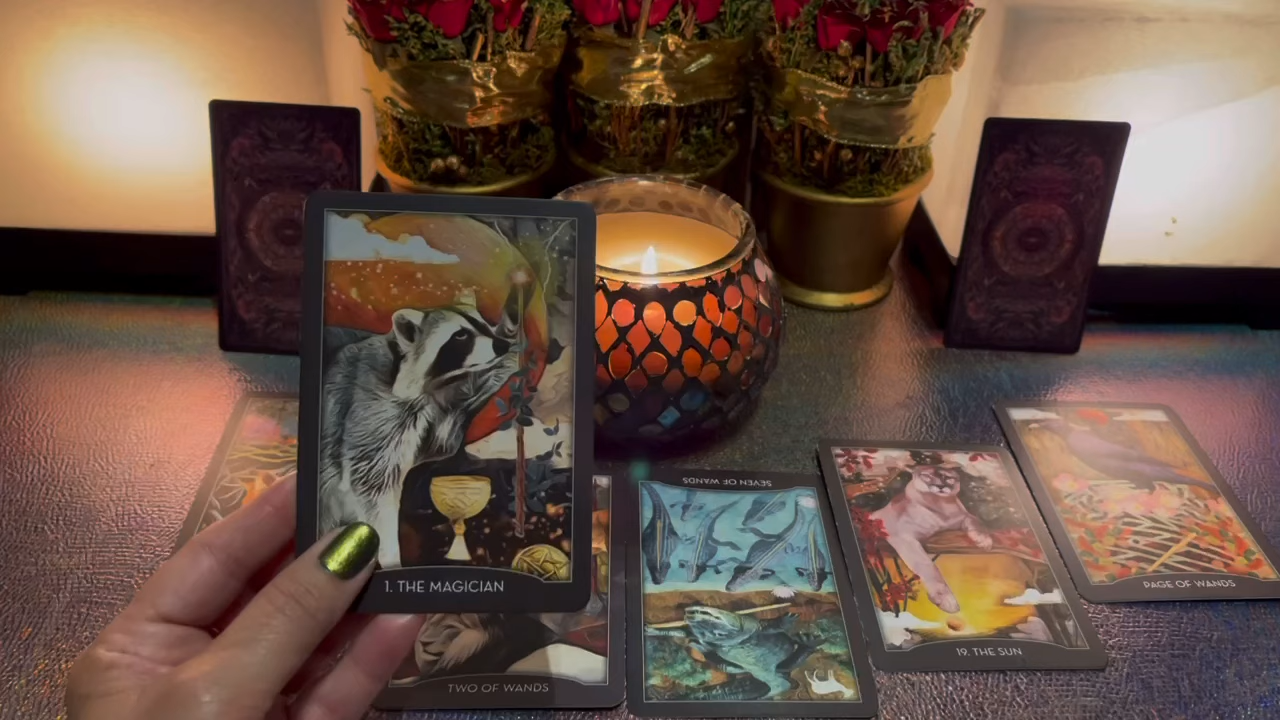 1. THE MAGICIAN
TWO OF WANDS
SEVEN OF WANDS
19. THE SUN
PAGE OF WANDS